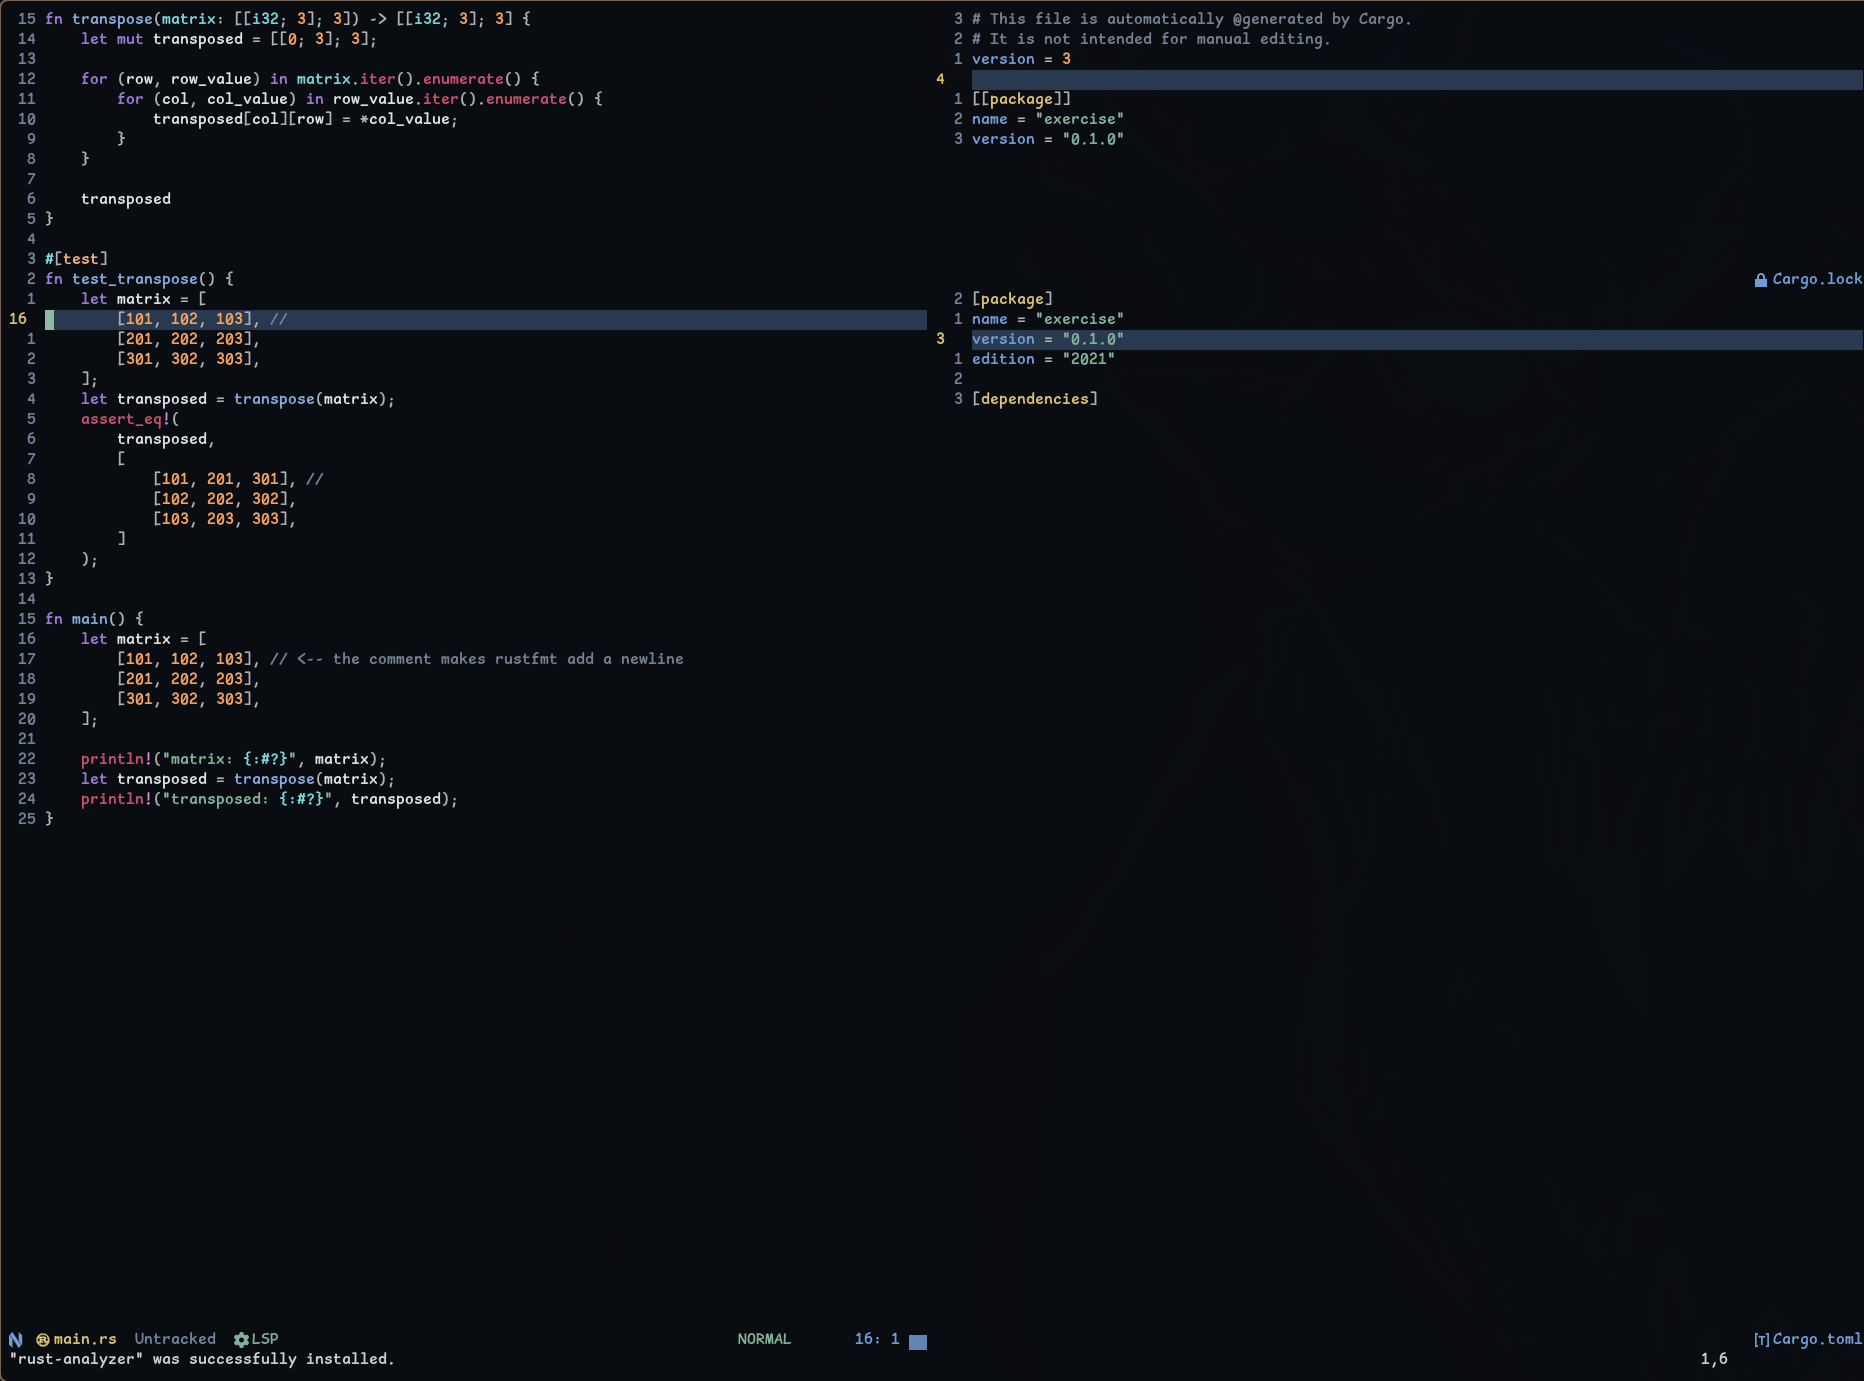 15 fn transpose(matrix: [[i32; 3]; 3]) -> [[i32; 3]; 3] {
14     let mut transposed = [[0; 3]; 3];
13
12     for (row, row_value) in matrix.iter().enumerate() {
11         for (col, col_value) in row_value.iter().enumerate() {
10             transposed[col][row] = *col_value;
9         }
8     }
7
6     transposed
5 }
4
3 #[test]
2 fn test_transpose() {
1     let matrix = [
16         [101, 102, 103], //
1         [201, 202, 203],
2         [301, 302, 303],
3     ];
4     let transposed = transpose(matrix);
5     assert_eq!(
6         transposed,
7         [
8             [101, 201, 301], //
9             [102, 202, 302],
10             [103, 203, 303],
11         ]
12     );
13 }
14
15 fn main() {
16     let matrix = [
17         [101, 102, 103], // <-- the comment makes rustfmt add a newline
18         [201, 202, 203],
19         [301, 302, 303],
20     ];
21
22     println!("matrix: {:#?}", matrix);
23     let transposed = transpose(matrix);
24     println!("transposed: {:#?}", transposed);
25 }
main.rs  Untracked  LSP  NORMAL  16: 1
"rust-analyzer" was successfully installed.
3 # This file is automatically @generated by Cargo.
2 # It is not intended for manual editing.
1 version = 3
4
1 [[package]]
2 name = "exercise"
3 version = "0.1.0"
Cargo.lock
2 [package]
1 name = "exercise"
3 version = "0.1.0"
1 edition = "2021"
2
3 [dependencies]
[T] Cargo.toml
1,6